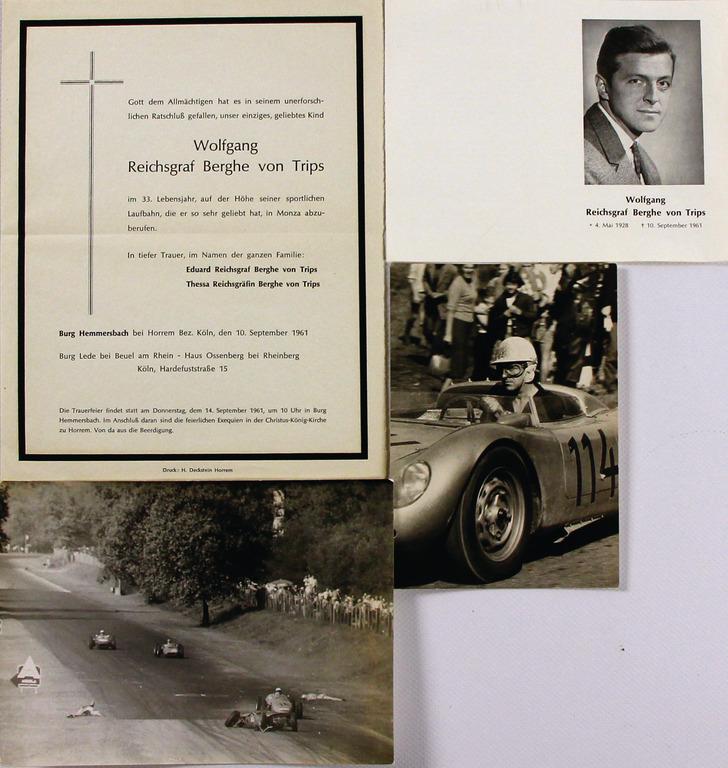 Gott dem Allmächtigen hat es in seinem unerforsch-
lichen Ratschluß gefallen, unser einziges, geliebtes Kind
Wolfgang
Reichsgraf Berghe von Trips
im 33. Lebensjahr, auf der Höhe seiner sportlichen
Laufbahn, die er so sehr geliebt hat, in Monza abzu-
berufen.
In tiefer Trauer, im Namen der ganzen Familie:
Eduard Reichsgraf Berghe von Trips
Thessa Reichsgräfin Berghe von Trips
Burg Hemmersbach bei Horrem Bez. Köln, den 10. September 1961
Burg Lede bei Beuel am Rhein - Haus Ossenberg bei Rheinberg
Köln, Hardefuststraße 15
Die Trauerfeier findet statt am Donnerstag, dem 14. September 1961, um 10 Uhr in Burg
Hemmersbach. Im Anschluß daran sind die feierlichen Exequien in der Christus-König-Kirche
zu Horrem. Von da aus die Beerdigung.
Druck: H. Deckstein Horrem
Wolfgang
Reichsgraf Berghe von Trips
* 4. Mai 1928 † 10. September 1961
114